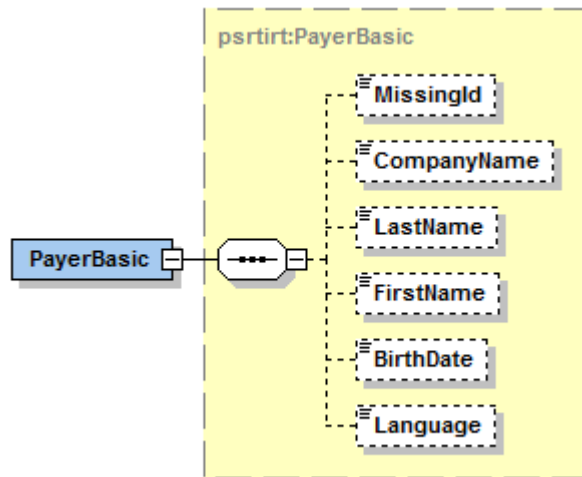 psrtirt:PayerBasic
MissingId
CompanyName
LastName
PayerBasic
FirstName
BirthDate
Language